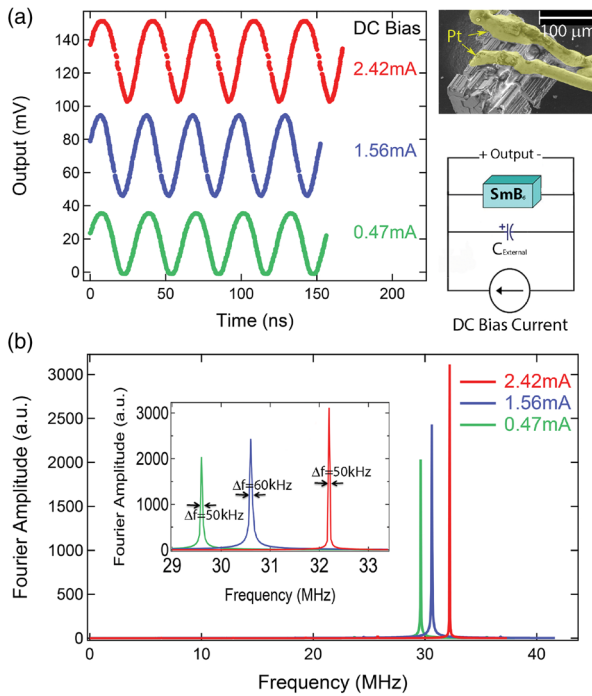 (a)
DC Bias
2.42mA
1.56mA
0.47mA
Output (mV)
140
120
100
80
60
40
20
0
0
50
100
150
200
Time (ns)
Pt
100 µm
+ Output -
SmB₆
+
C External
DC Bias Current
(b)
Fourier Amplitude (a.u.)
3000
2500
2000
1500
1000
500
0
0
10
20
30
40
Frequency (MHz)
2.42mA
1.56mA
0.47mA
Fourier Amplitude (a.u.)
3000
2000
1000
0
Δf=50kHz
Δf=60kHz
Δf=50kHz
29
30
31
32
33
Frequency (MHz)